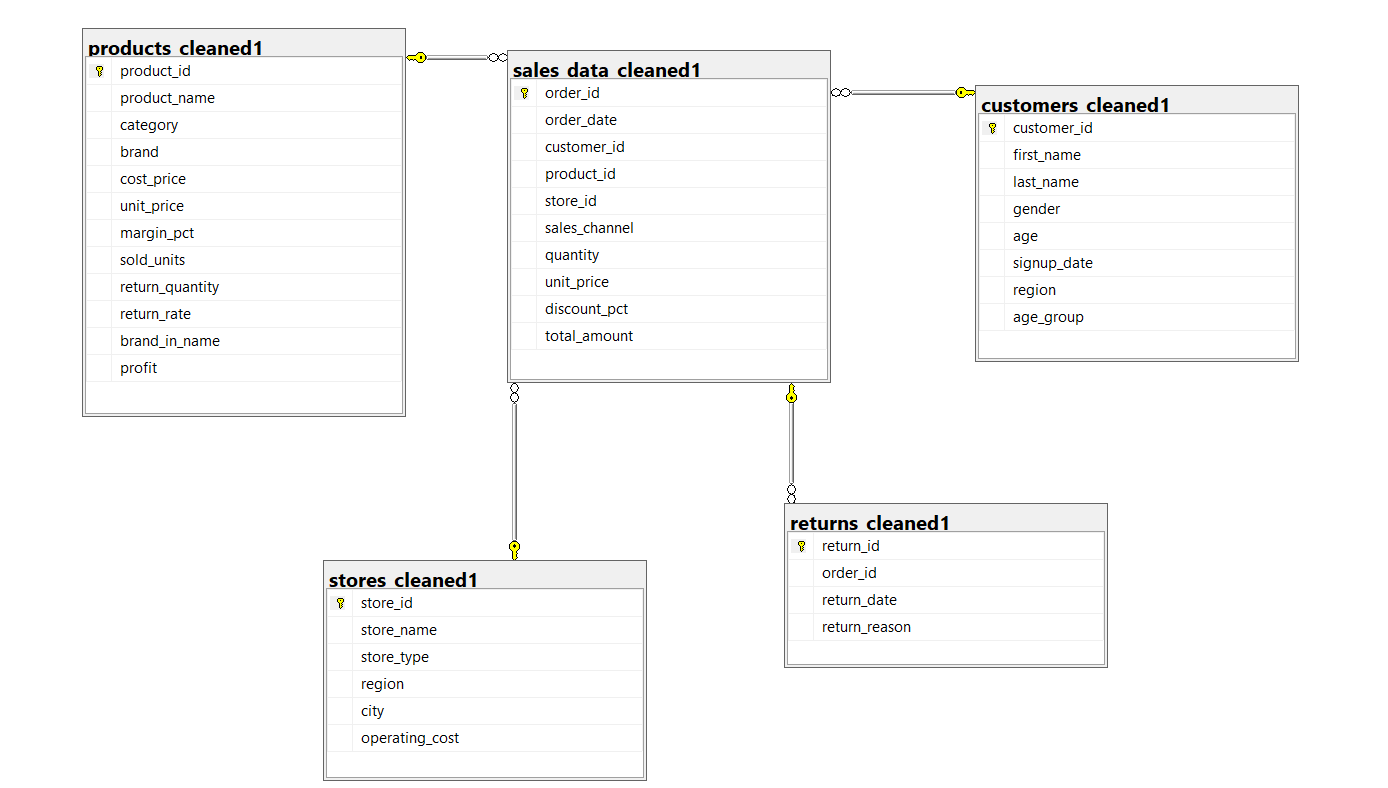 products_cleaned1
product_id
product_name
category
brand
cost_price
unit_price
margin_pct
sold_units
return_quantity
return_rate
brand_in_name
profit
sales_data_cleaned1
order_id
order_date
customer_id
product_id
store_id
sales_channel
quantity
unit_price
discount_pct
total_amount
customers_cleaned1
customer_id
first_name
last_name
gender
age
signup_date
region
age_group
stores_cleaned1
store_id
store_name
store_type
region
city
operating_cost
returns_cleaned1
return_id
order_id
return_date
return_reason